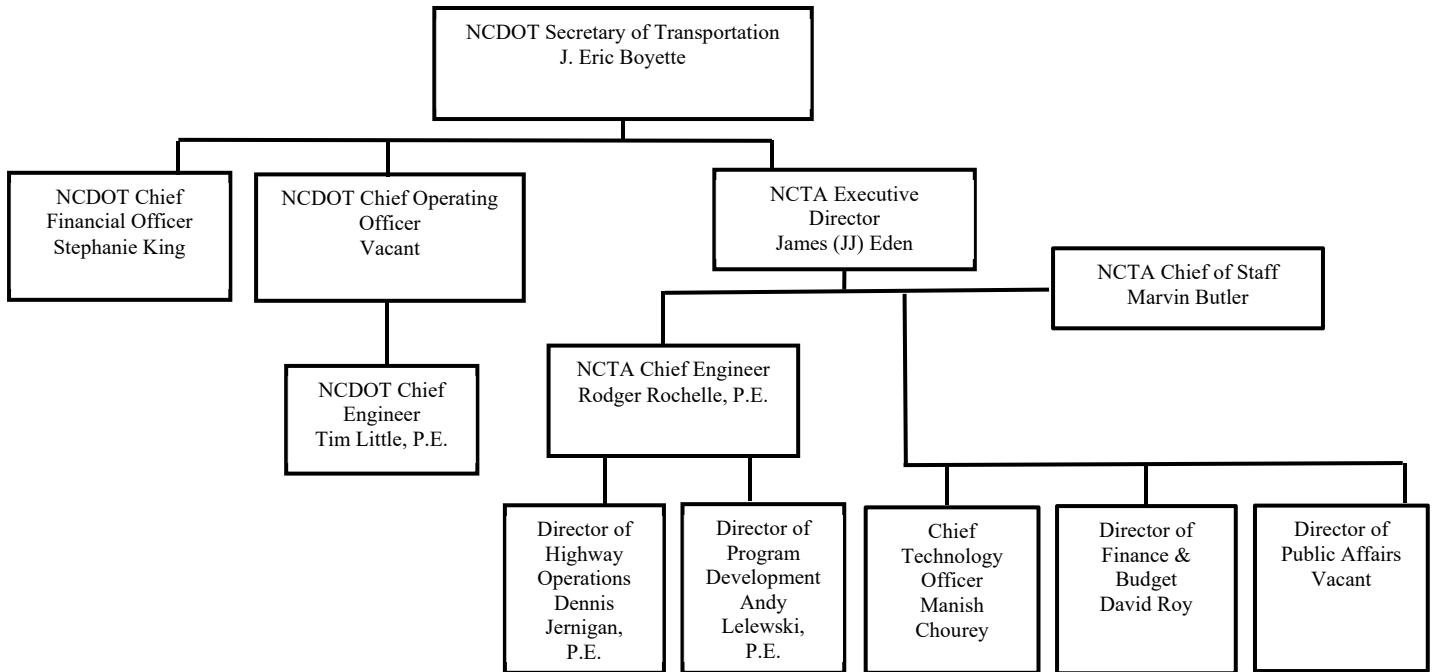 NCDOT Secretary of Transportation
J. Eric Boyette
NCDOT Chief
Financial Officer
Stephanie King
NCDOT Chief Operating
Officer
Vacant
NCTA Executive
Director
James (JJ) Eden
NCTA Chief of Staff
Marvin Butler
NCDOT Chief
Engineer
Tim Little, P.E.
NCTA Chief Engineer
Rodger Rochelle, P.E.
Director of
Highway
Operations
Dennis
Jernigan,
P.E.
Director of
Program
Development
Andy
Lelewski,
P.E.
Chief
Technology
Officer
Manish
Chourey
Director of
Finance &
Budget
David Roy
Director of
Public Affairs
Vacant